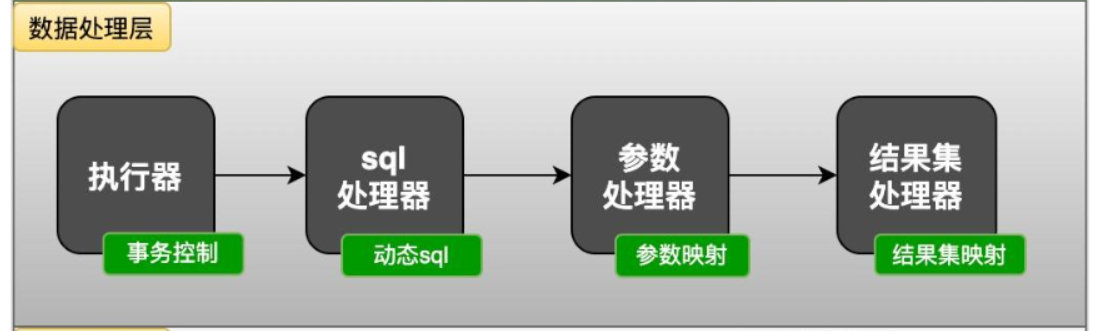 数据处理层
执行器
事务控制
sql
处理器
动态sql
参数
处理器
参数映射
结果集
处理器
结果集映射